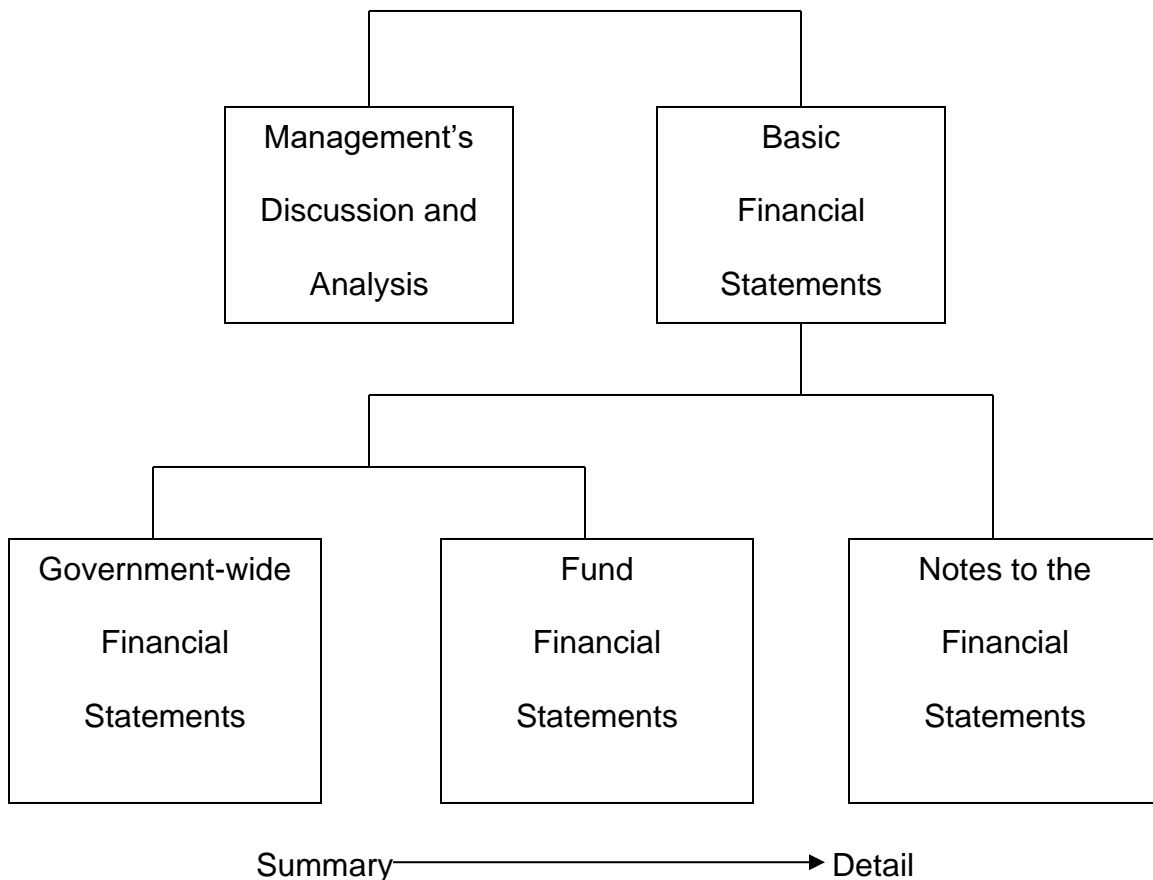 Management’s
Discussion and
Analysis
Basic
Financial
Statements
Government-wide
Financial
Statements
Fund
Financial
Statements
Notes to the
Financial
Statements
Summary
Detail